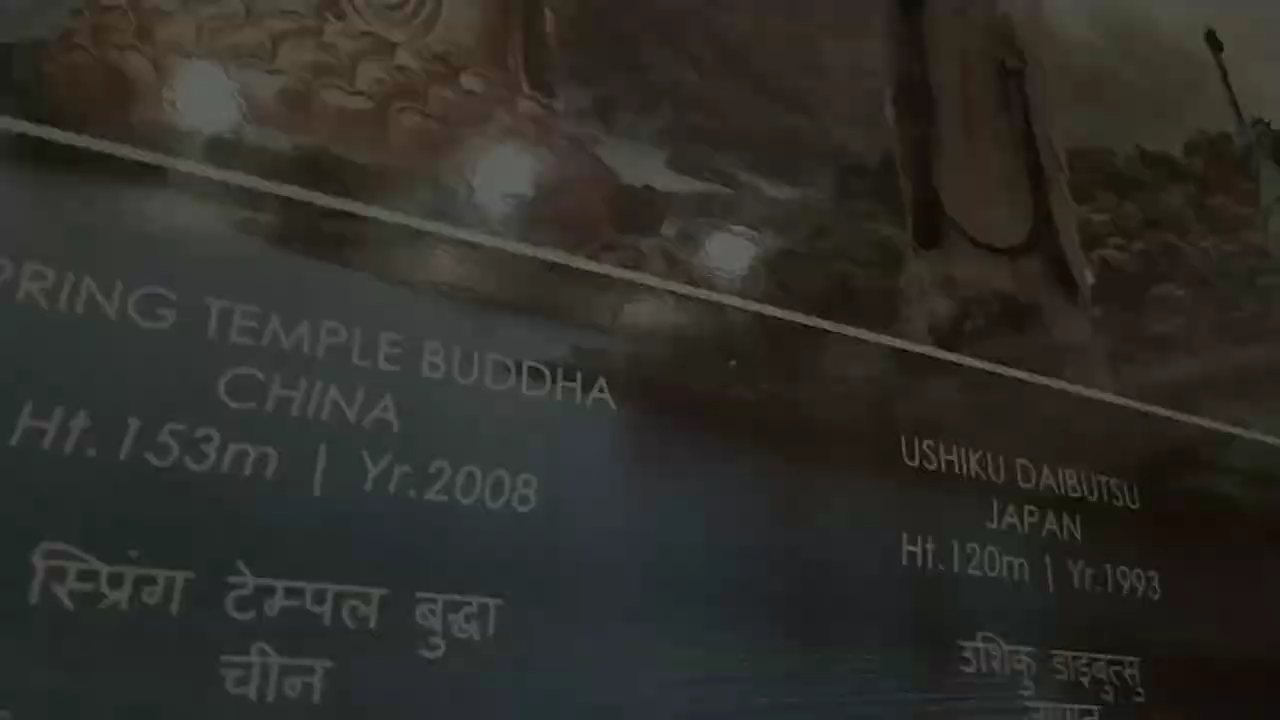 PRING TEMPLE BUDDHA
CHINA
Ht.153m | Yr.2008
स्प्रिंग टेम्पल बुद्धा
चीन
USHIKU DAIBUTSU
JAPAN
Ht.120m | Yr.1993
उशिकु डाइबुत्सु